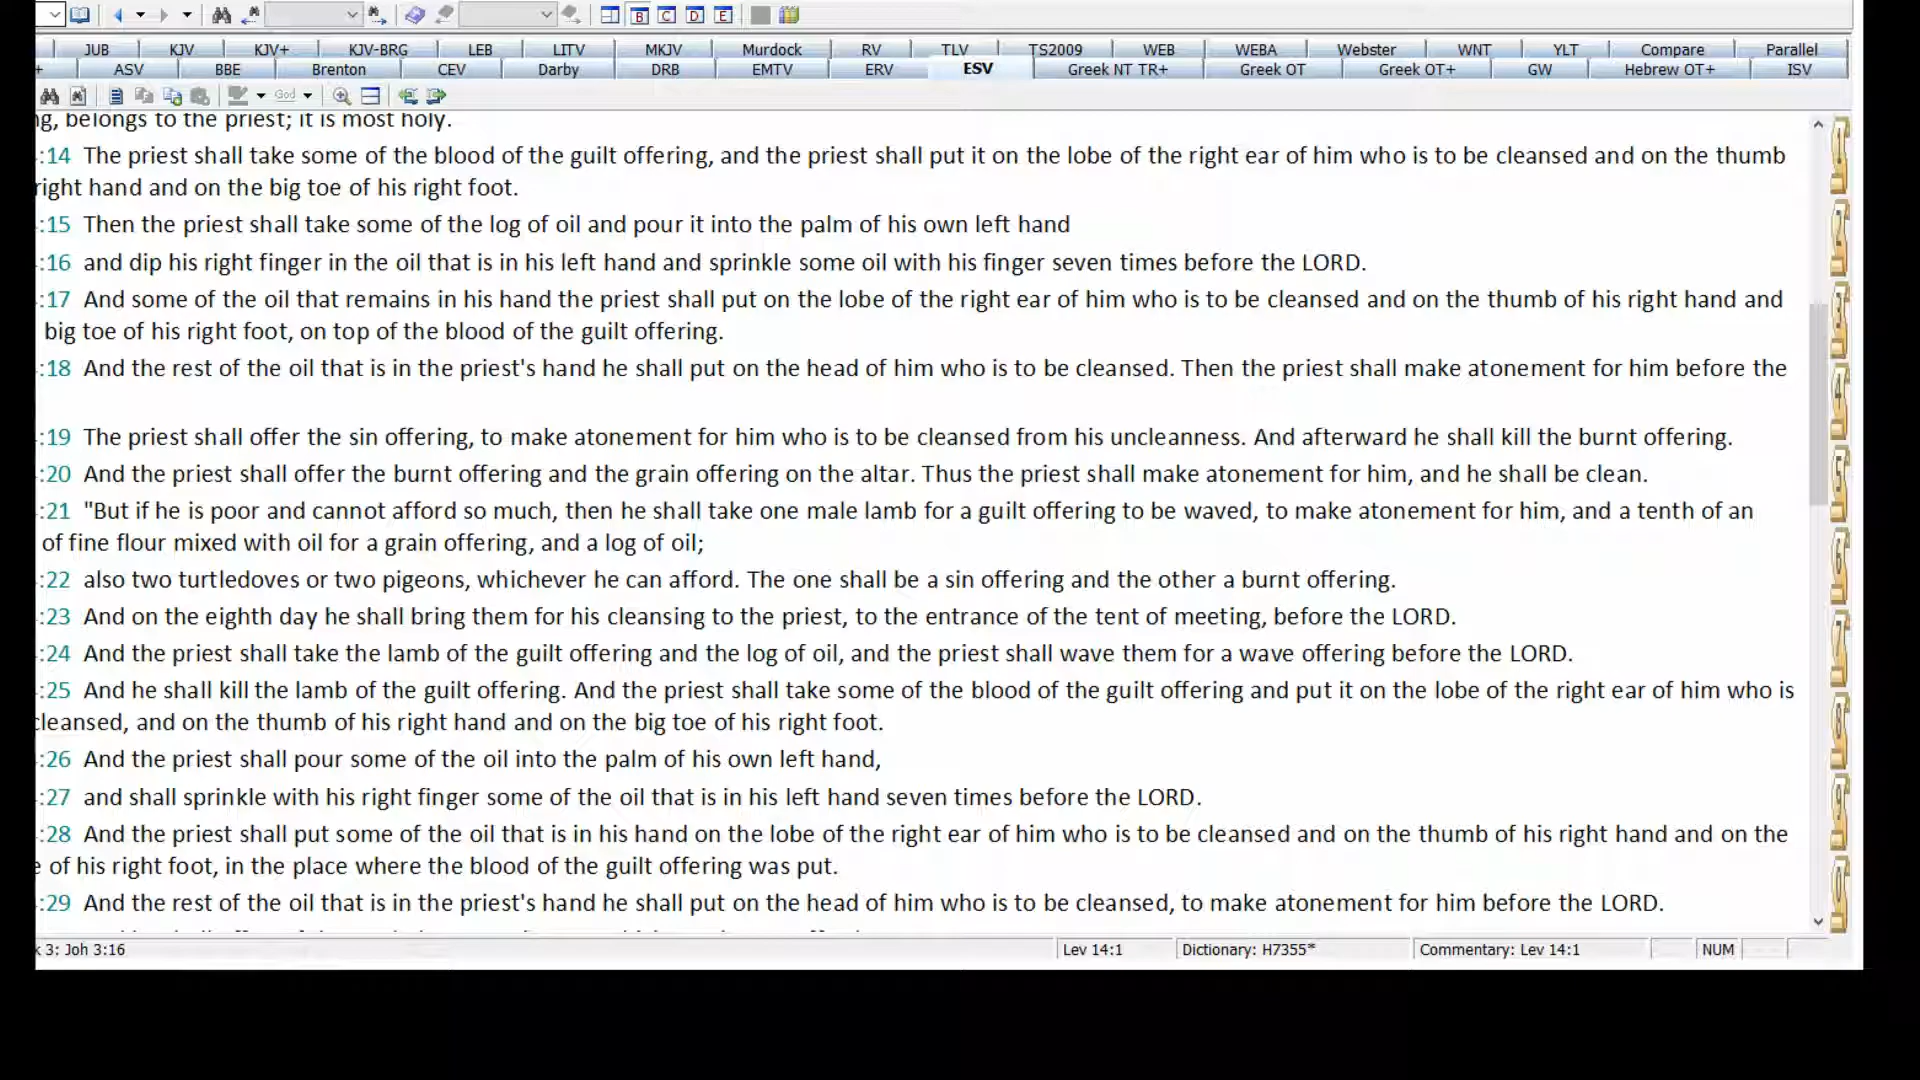 B C D E
JUB KJV KJV+ KJV-BRG LEB LITV MKJV Murdock RV TLV TS2009 WEB WEBA Webster WNT YLT Compare Parallel
+ ASV BBE Brenton CEV Darby DRB EMTV ERV ESV Greek NT TR+ Greek OT Greek OT+ GW Hebrew OT+ ISV
God
ng, belongs to the priest; it is most holy.
:14 The priest shall take some of the blood of the guilt offering, and the priest shall put it on the lobe of the right ear of him who is to be cleansed and on the thumb
right hand and on the big toe of his right foot.
:15 Then the priest shall take some of the log of oil and pour it into the palm of his own left hand
:16 and dip his right finger in the oil that is in his left hand and sprinkle some oil with his finger seven times before the LORD.
:17 And some of the oil that remains in his hand the priest shall put on the lobe of the right ear of him who is to be cleansed and on the thumb of his right hand and
big toe of his right foot, on top of the blood of the guilt offering.
:18 And the rest of the oil that is in the priest's hand he shall put on the head of him who is to be cleansed. Then the priest shall make atonement for him before the
:19 The priest shall offer the sin offering, to make atonement for him who is to be cleansed from his uncleanness. And afterward he shall kill the burnt offering.
:20 And the priest shall offer the burnt offering and the grain offering on the altar. Thus the priest shall make atonement for him, and he shall be clean.
:21 "But if he is poor and cannot afford so much, then he shall take one male lamb for a guilt offering to be waved, to make atonement for him, and a tenth of an
of fine flour mixed with oil for a grain offering, and a log of oil;
:22 also two turtledoves or two pigeons, whichever he can afford. The one shall be a sin offering and the other a burnt offering.
:23 And on the eighth day he shall bring them for his cleansing to the priest, to the entrance of the tent of meeting, before the LORD.
:24 And the priest shall take the lamb of the guilt offering and the log of oil, and the priest shall wave them for a wave offering before the LORD.
:25 And he shall kill the lamb of the guilt offering. And the priest shall take some of the blood of the guilt offering and put it on the lobe of the right ear of him who is
cleansed, and on the thumb of his right hand and on the big toe of his right foot.
:26 And the priest shall pour some of the oil into the palm of his own left hand,
:27 and shall sprinkle with his right finger some of the oil that is in his left hand seven times before the LORD.
:28 And the priest shall put some of the oil that is in his hand on the lobe of the right ear of him who is to be cleansed and on the thumb of his right hand and on the
e of his right foot, in the place where the blood of the guilt offering was put.
:29 And the rest of the oil that is in the priest's hand he shall put on the head of him who is to be cleansed, to make atonement for him before the LORD.
k 3: Joh 3:16 Lev 14:1 Dictionary: H7355* Commentary: Lev 14:1 NUM
1
2
3
4
5
6
7
8
9
0